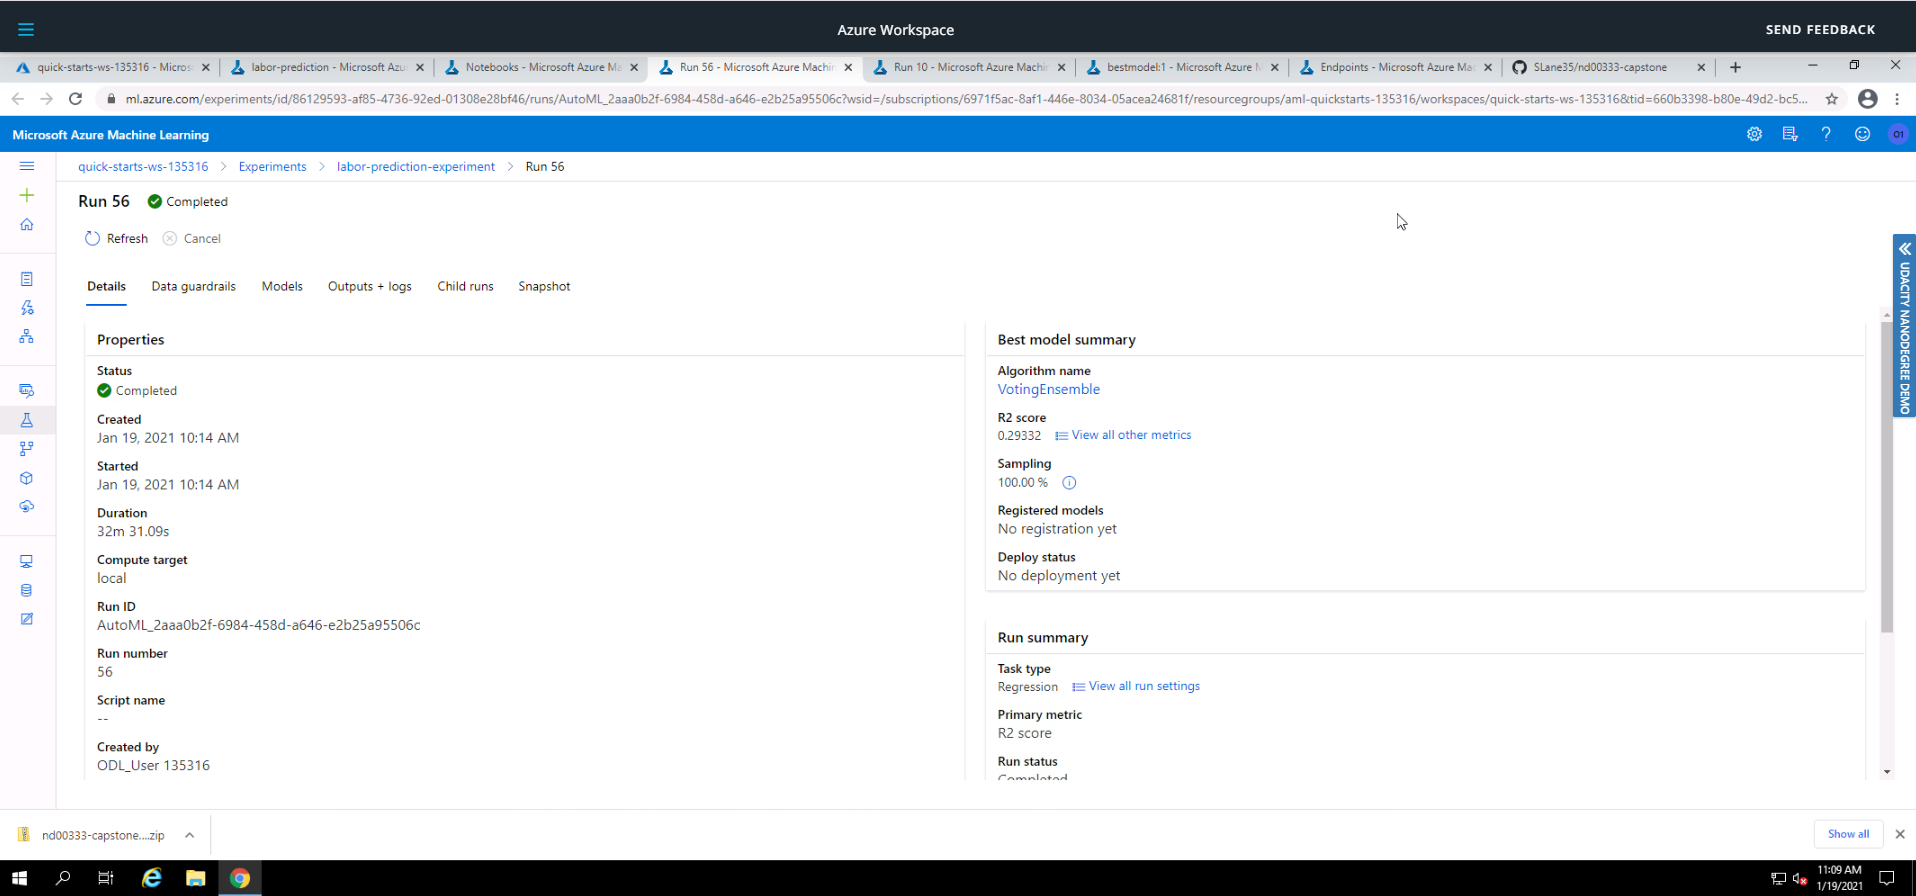 Azure Workspace
SEND FEEDBACK
quick-starts-ws-135316 - Micros
labor-prediction - Microsoft Azu
Notebooks - Microsoft Azure Ma
Run 56 - Microsoft Azure Machin
Run 10 - Microsoft Azure Machin
bestmodel:1 - Microsoft Azure M
Endpoints - Microsoft Azure Mac
SLane35/nd00333-capstone
ml.azure.com/experiments/id/86129593-af85-4736-92ed-01308e28bf46/runs/AutoML_2aaa0b2f-6984-458d-a646-e2b25a95506c?wsid=/subscriptions/6971f5ac-8af1-446e-8034-05acea24681f/resourcegroups/aml-quickstarts-135316/workspaces/quick-starts-ws-135316&tid=660b3398-b80e-49d2-bc5...
Microsoft Azure Machine Learning
O1
quick-starts-ws-135316 > Experiments > labor-prediction-experiment > Run 56
Run 56
Completed
Refresh
Cancel
Details
Data guardrails
Models
Outputs + logs
Child runs
Snapshot
Properties
Status
Completed
Created
Jan 19, 2021 10:14 AM
Started
Jan 19, 2021 10:14 AM
Duration
32m 31.09s
Compute target
local
Run ID
AutoML_2aaa0b2f-6984-458d-a646-e2b25a95506c
Run number
56
Script name
--
Created by
ODL_User 135316
Best model summary
Algorithm name
VotingEnsemble
R2 score
0.29332 View all other metrics
Sampling
100.00 %
Registered models
No registration yet
Deploy status
No deployment yet
Run summary
Task type
Regression View all run settings
Primary metric
R2 score
Run status
Completed
UDACITY NANODEGREE DEMO
nd00333-capstone....zip
Show all
11:09 AM
1/19/2021